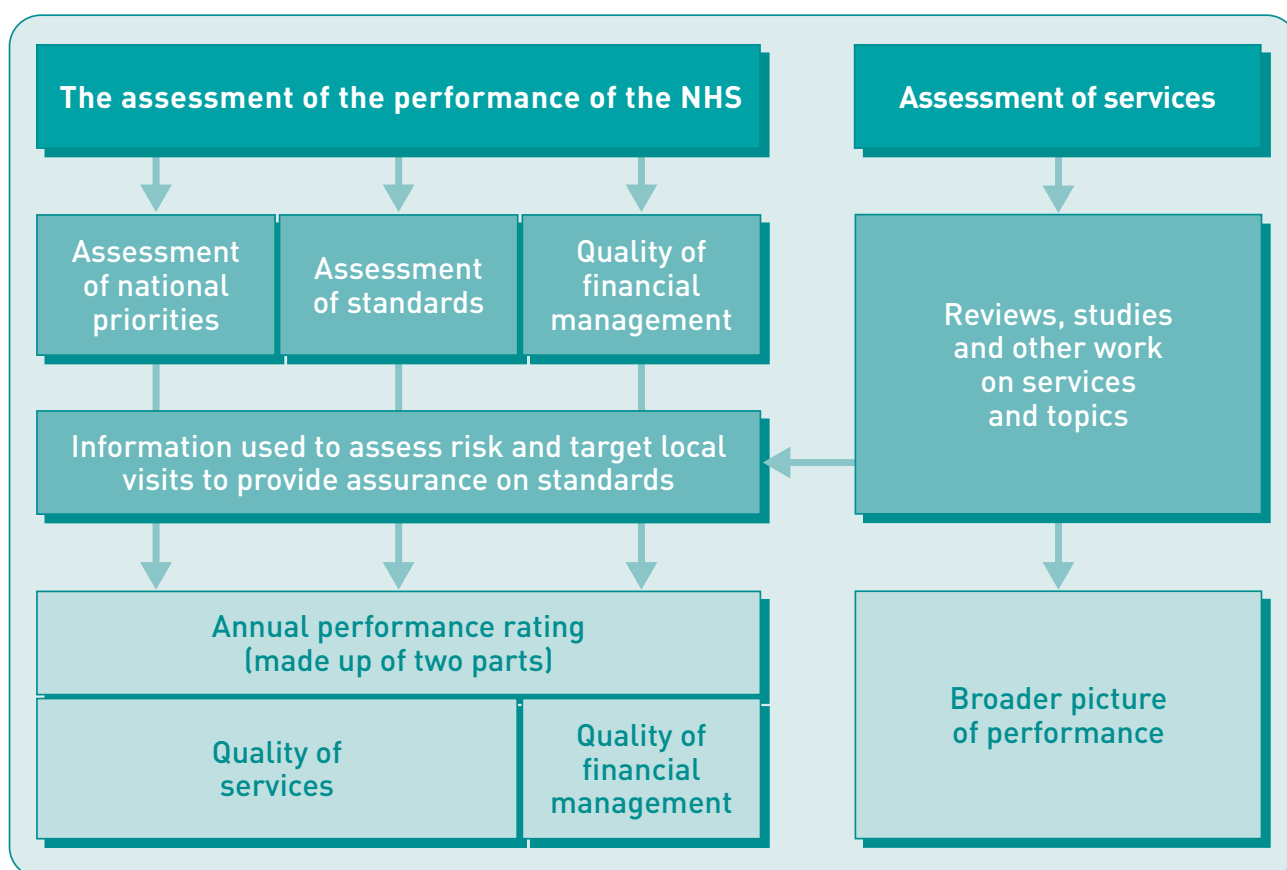 The assessment of the performance of the NHS
Assessment of services
Assessment
of national
priorities
Assessment
of standards
Quality of
financial
management
Reviews, studies
and other work
on services
and topics
Information used to assess risk and target local
visits to provide assurance on standards
Annual performance rating
(made up of two parts)
Quality of
services
Quality of
financial
management
Broader picture
of performance